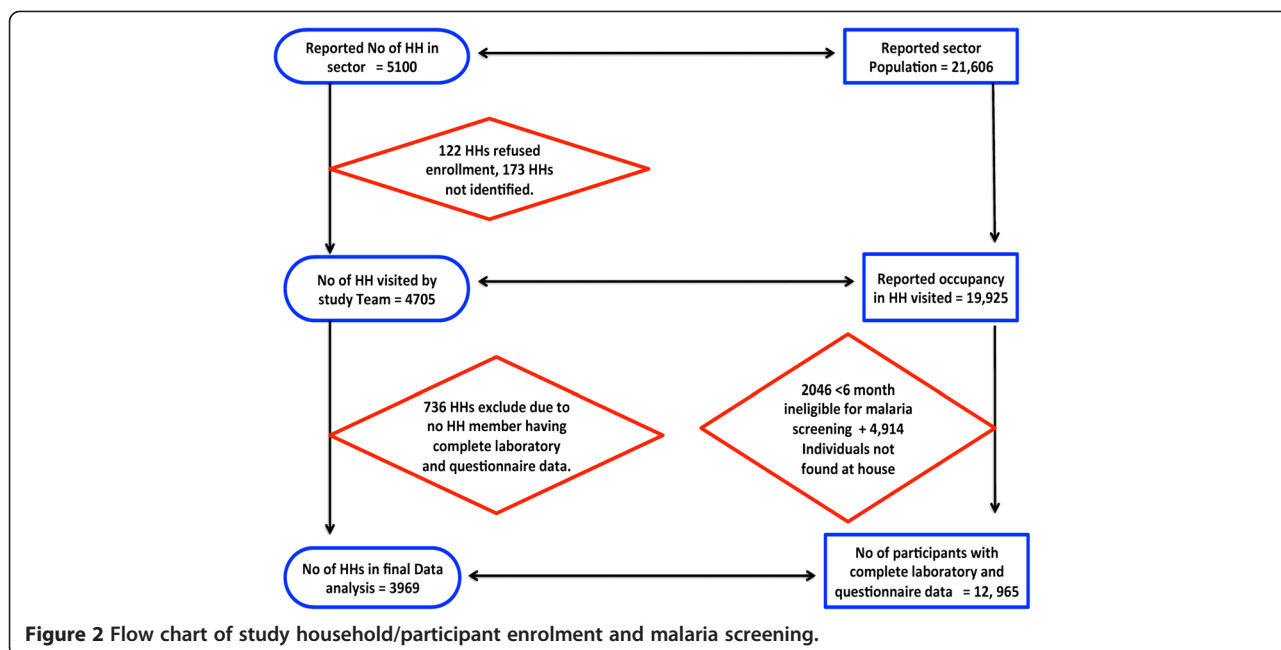 Reported No of HH in
sector = 5100
Reported sector
Population = 21,606
122 HHs refused
enrollment, 173 HHs
not identified.
No of HH visited by
study Team = 4705
Reported occupancy
in HH visited = 19,925
736 HHs exclude due to
no HH member having
complete laboratory
and questionnaire data.
2046 <6 month
ineligible for malaria
screening + 4,914
Individuals not
found at house
No of HHs in final Data
analysis = 3969
No of participants with
complete laboratory and
questionnaire data = 12, 965
Figure 2 Flow chart of study household/participant enrolment and malaria screening.